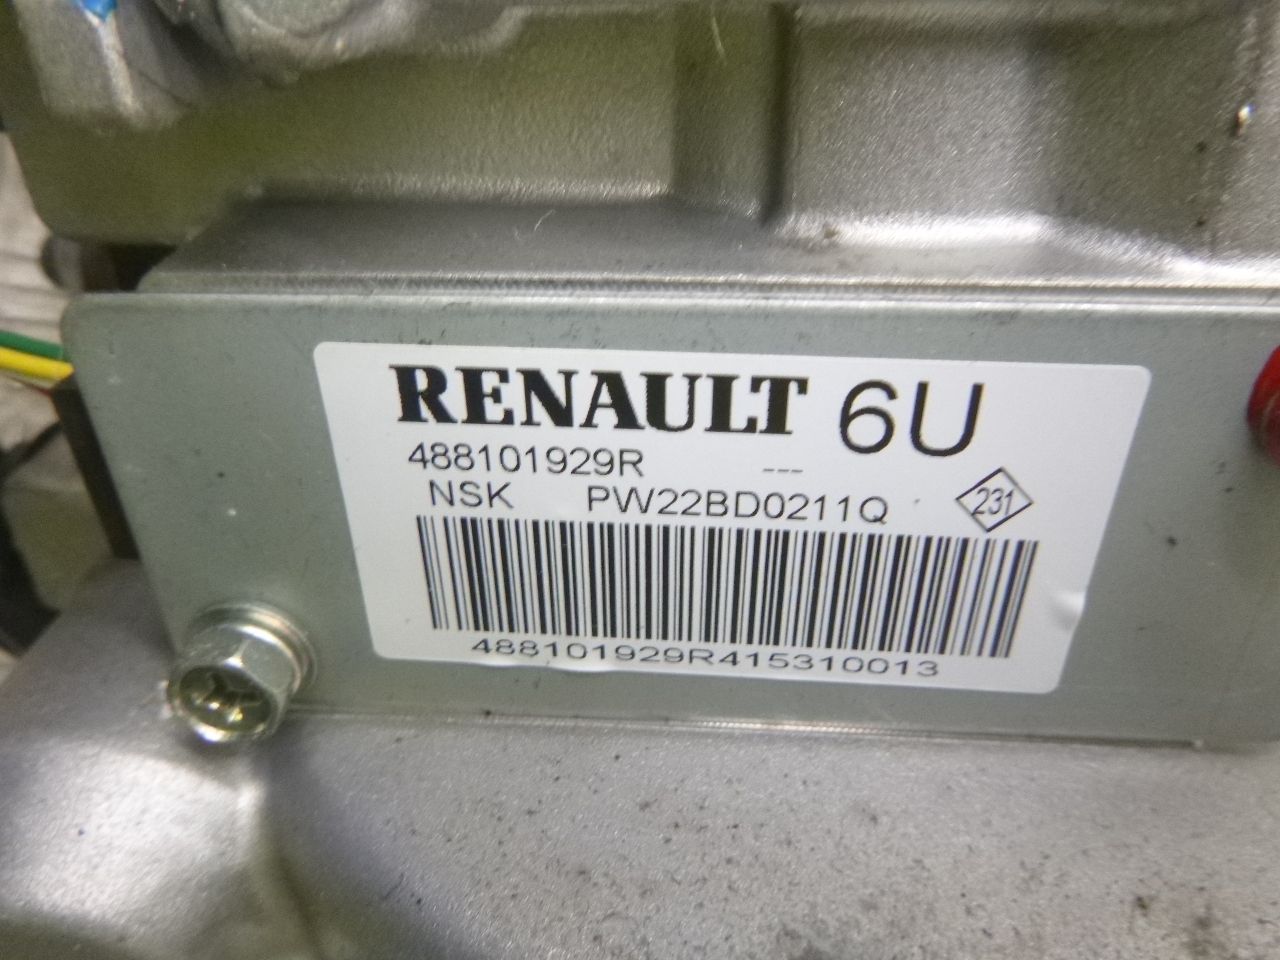 RENAULT 6U
488101929R ---
NSK PW22BD0211Q 231
488101929R415310013